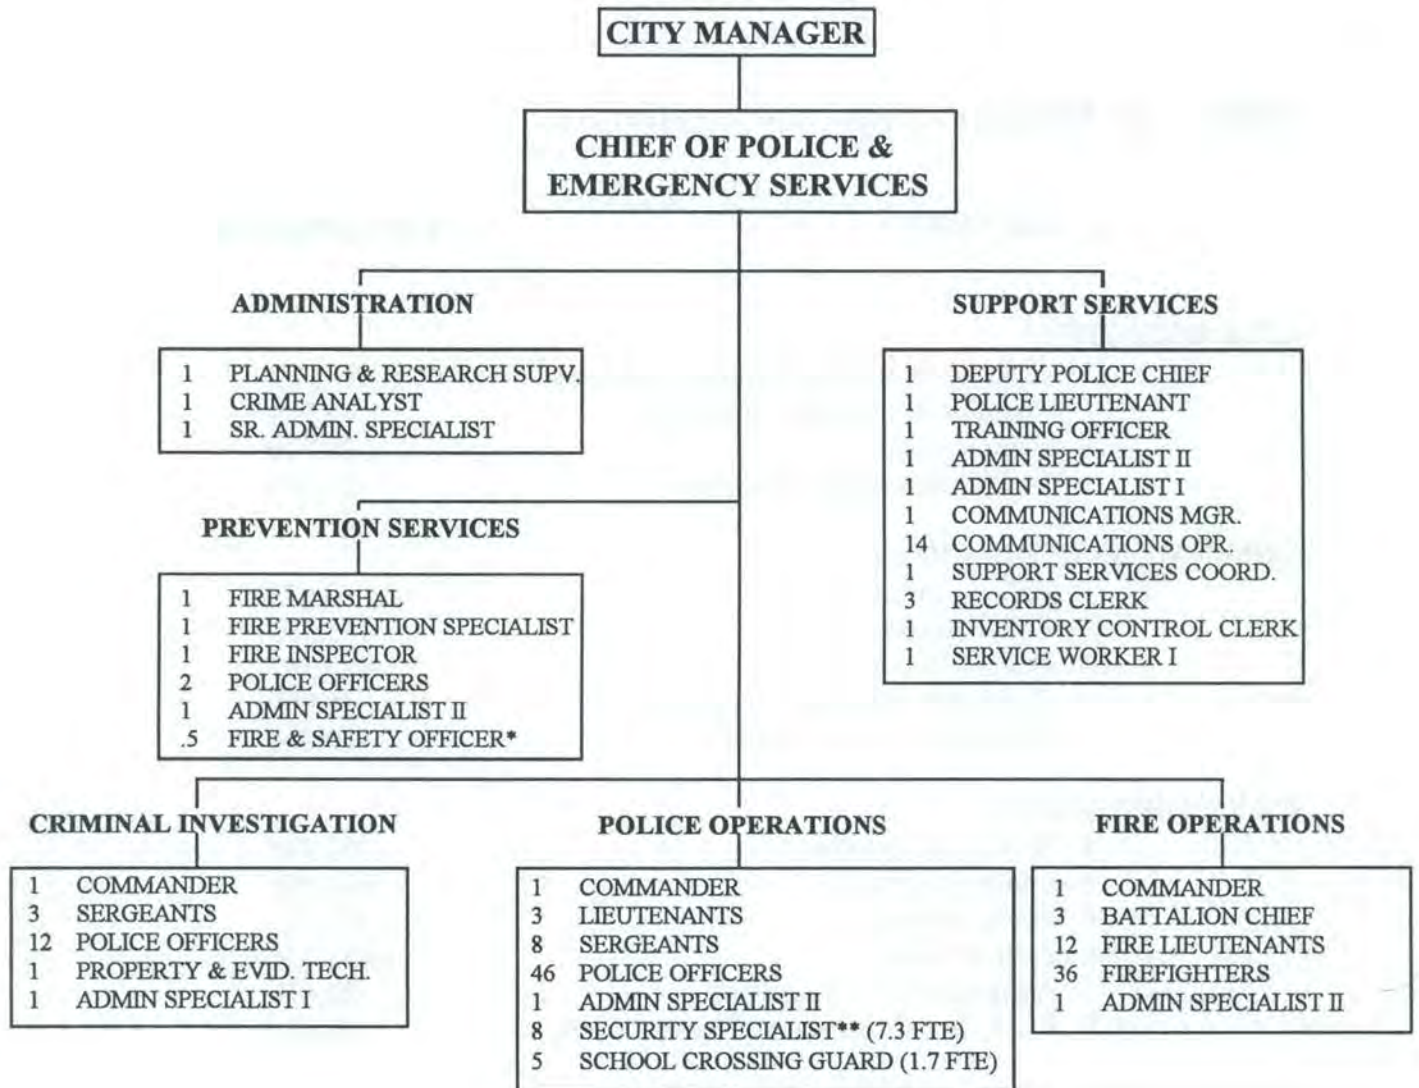 CITY MANAGER
CHIEF OF POLICE &
EMERGENCY SERVICES
ADMINISTRATION
1 PLANNING & RESEARCH SUPV.
1 CRIME ANALYST
1 SR. ADMIN. SPECIALIST
SUPPORT SERVICES
1 DEPUTY POLICE CHIEF
1 POLICE LIEUTENANT
1 TRAINING OFFICER
1 ADMIN SPECIALIST II
1 ADMIN SPECIALIST I
1 COMMUNICATIONS MGR.
14 COMMUNICATIONS OPR.
1 SUPPORT SERVICES COORD.
3 RECORDS CLERK
1 INVENTORY CONTROL CLERK
1 SERVICE WORKER I
PREVENTION SERVICES
1 FIRE MARSHAL
1 FIRE PREVENTION SPECIALIST
1 FIRE INSPECTOR
2 POLICE OFFICERS
1 ADMIN SPECIALIST II
.5 FIRE & SAFETY OFFICER*
CRIMINAL INVESTIGATION
1 COMMANDER
3 SERGEANTS
12 POLICE OFFICERS
1 PROPERTY & EVID. TECH.
1 ADMIN SPECIALIST I
POLICE OPERATIONS
1 COMMANDER
3 LIEUTENANTS
8 SERGEANTS
46 POLICE OFFICERS
1 ADMIN SPECIALIST II
8 SECURITY SPECIALIST** (7.3 FTE)
5 SCHOOL CROSSING GUARD (1.7 FTE)
FIRE OPERATIONS
1 COMMANDER
3 BATTALION CHIEF
12 FIRE LIEUTENANTS
36 FIREFIGHTERS
1 ADMIN SPECIALIST II